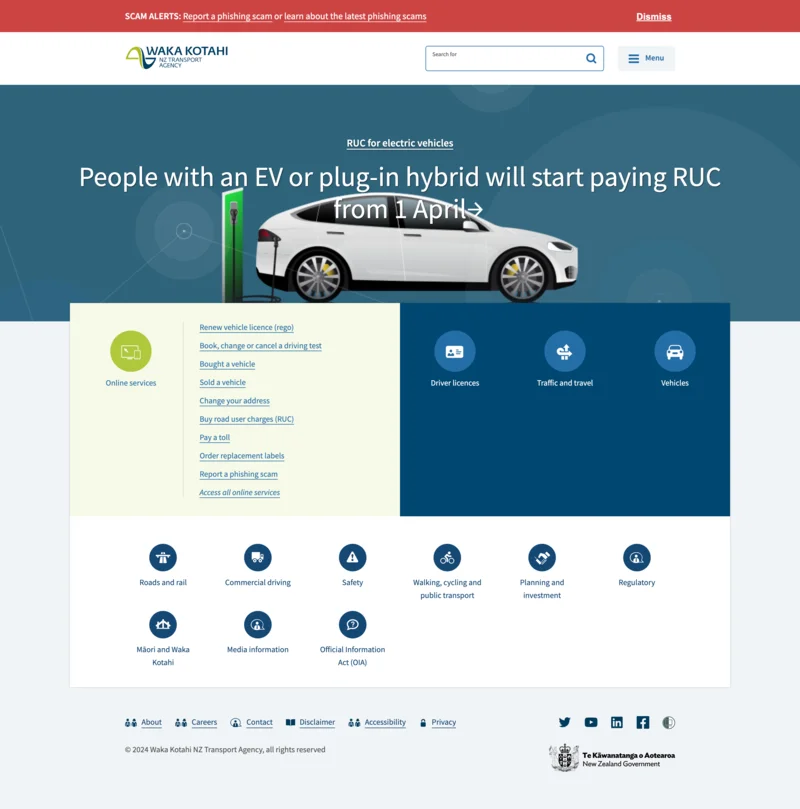 SCAM ALERTS: Report a phishing scam or learn about the latest phishing scams
Dismiss
WAKA KOTAHI
NZ TRANSPORT
AGENCY
Search for
Menu
RUC for electric vehicles
People with an EV or plug-in hybrid will start paying RUC
from 1 April→
Online services
Renew vehicle licence (rego)
Book, change or cancel a driving test
Bought a vehicle
Sold a vehicle
Change your address
Buy road user charges (RUC)
Pay a toll
Order replacement labels
Report a phishing scam
Access all online services
Driver licences
Traffic and travel
Vehicles
Roads and rail
Commercial driving
Safety
Walking, cycling and
public transport
Planning and
investment
Regulatory
Māori and Waka
Kotahi
Media information
Official Information
Act (OIA)
About
Careers
Contact
Disclaimer
Accessibility
Privacy
© 2024 Waka Kotahi NZ Transport Agency, all rights reserved
Te Kāwanatanga o Aotearoa
New Zealand Government